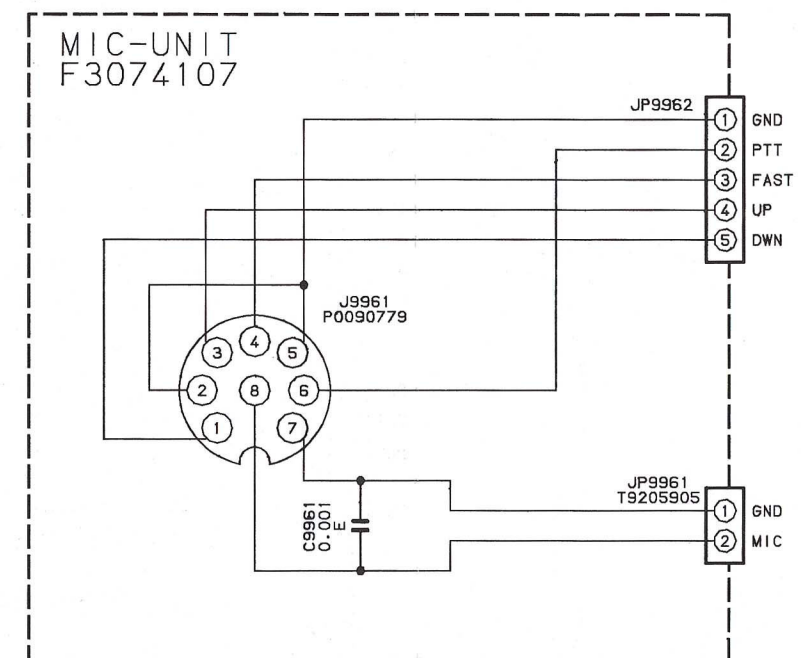 MIC-UNIT
F3074107
JP9962
1 GND
2 PTT
3 FAST
4 UP
5 DWN
J9961
P0090779
4
3 5
2 8 6
1 7
JP9961
T9205905
1 GND
2 MIC
C9961
0.001
E